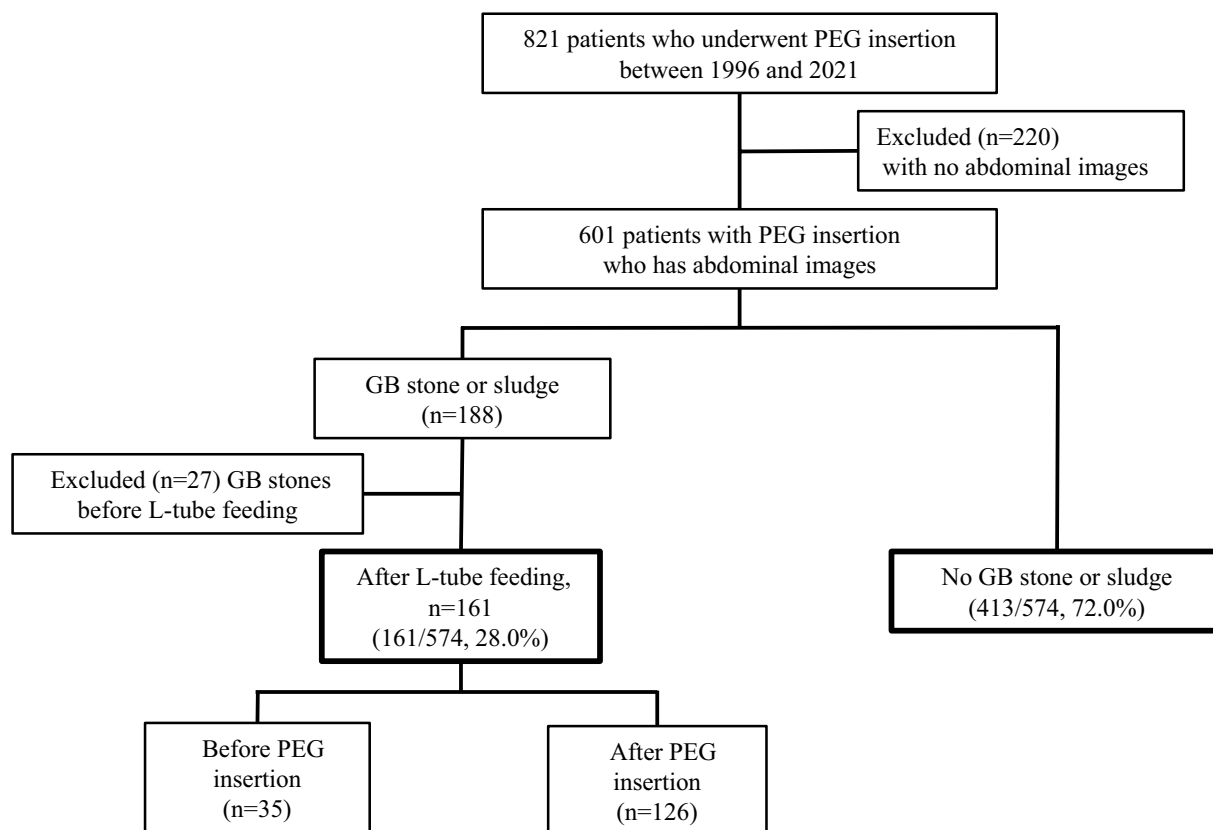 821 patients who underwent PEG insertion
between 1996 and 2021
Excluded (n=220)
with no abdominal images
601 patients with PEG insertion
who has abdominal images
GB stone or sludge
(n=188)
Excluded (n=27) GB stones
before L-tube feeding
After L-tube feeding,
n=161
(161/574, 28.0%)
No GB stone or sludge
(413/574, 72.0%)
Before PEG
insertion
(n=35)
After PEG
insertion
(n=126)